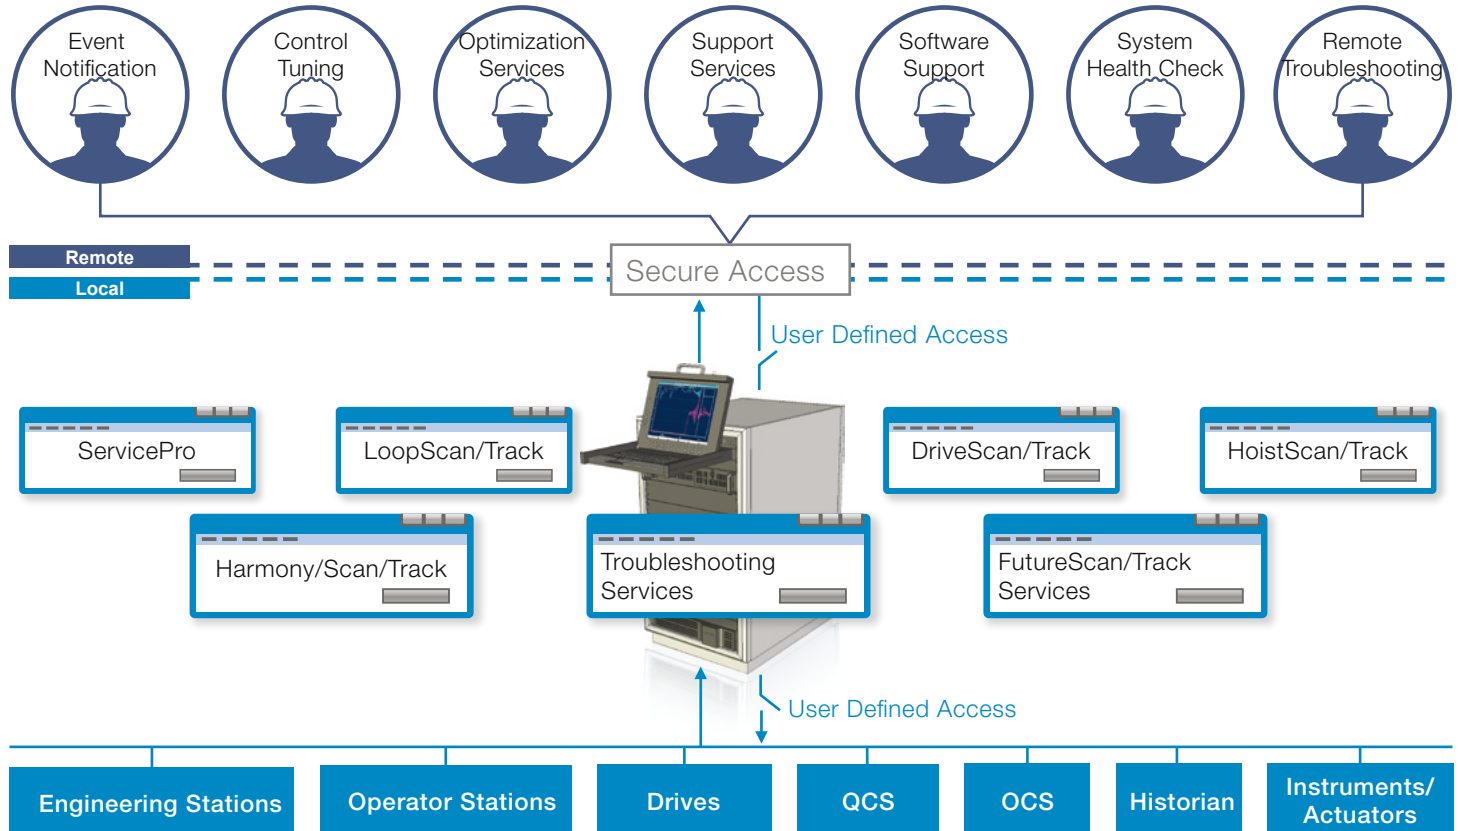 Event
Notification
Control
Tuning
Optimization
Services
Support
Services
Software
Support
System
Health Check
Remote
Troubleshooting
Remote
Local
Secure Access
User Defined Access
ServicePro
LoopScan/Track
DriveScan/Track
HoistScan/Track
Harmony/Scan/Track
Troubleshooting
Services
FutureScan/Track
Services
User Defined Access
Engineering Stations
Operator Stations
Drives
QCS
OCS
Historian
Instruments/
Actuators